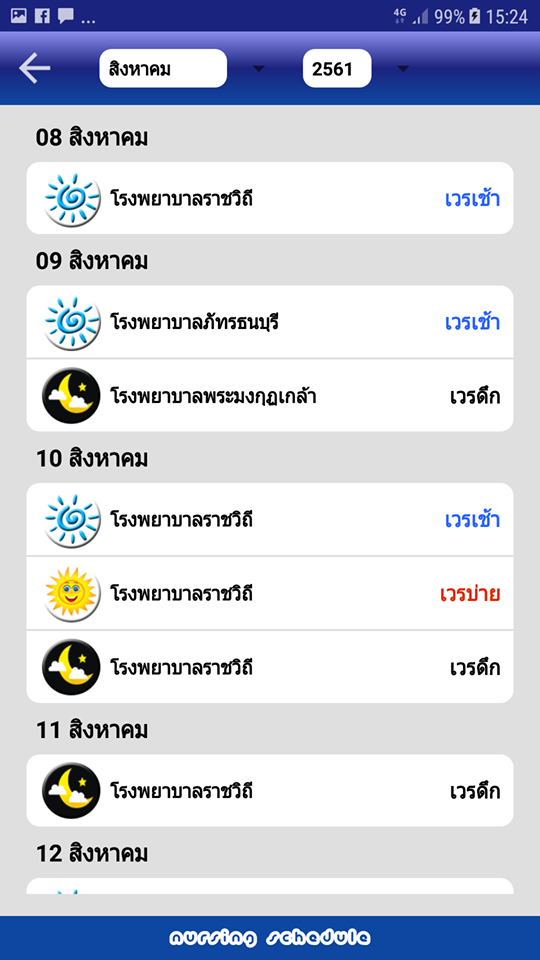 ... 4G 99% 15:24
สิงหาคม 2561
08 สิงหาคม
โรงพยาบาลราชวิถี เวรเช้า
09 สิงหาคม
โรงพยาบาลภัทรธนบุรี เวรเช้า
โรงพยาบาลพระมงกุฎเกล้า เวรดึก
10 สิงหาคม
โรงพยาบาลราชวิถี เวรเช้า
โรงพยาบาลราชวิถี เวรบ่าย
โรงพยาบาลราชวิถี เวรดึก
11 สิงหาคม
โรงพยาบาลราชวิถี เวรดึก
12 สิงหาคม
nursing schedule